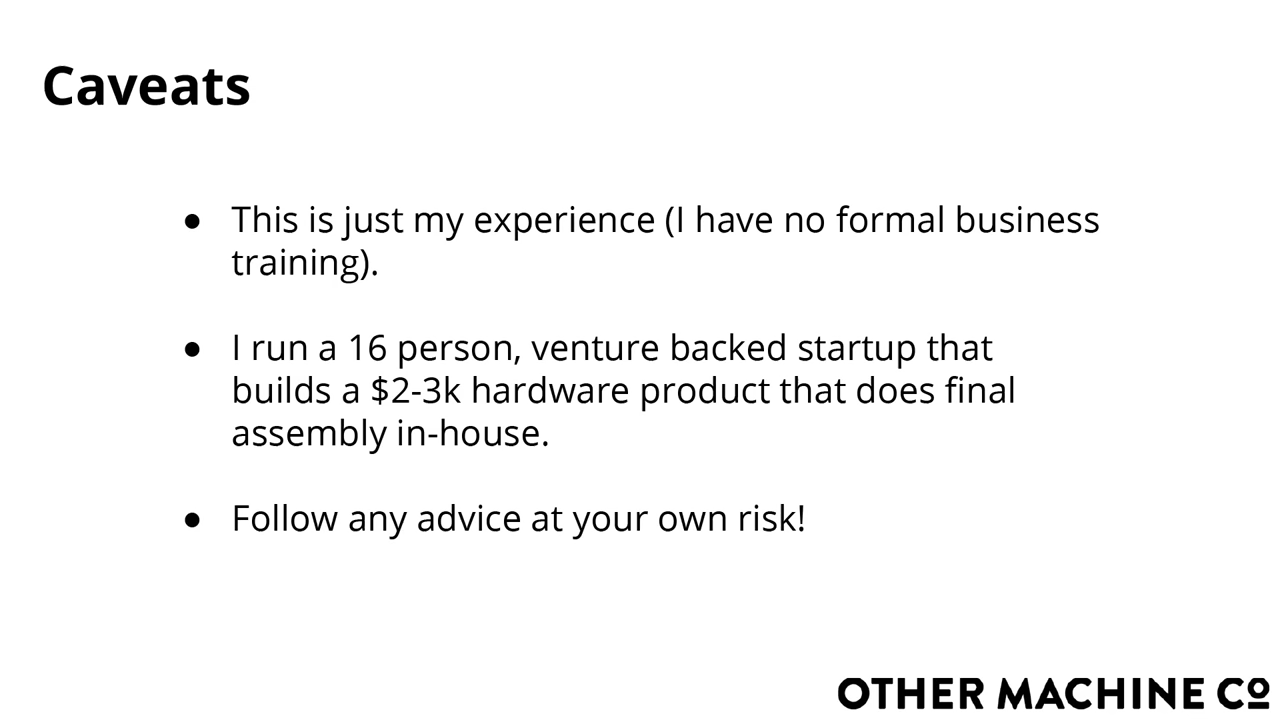 Caveats
● This is just my experience (I have no formal business
training).
● I run a 16 person, venture backed startup that
builds a $2-3k hardware product that does final
assembly in-house.
● Follow any advice at your own risk!
OTHER MACHINE Cº